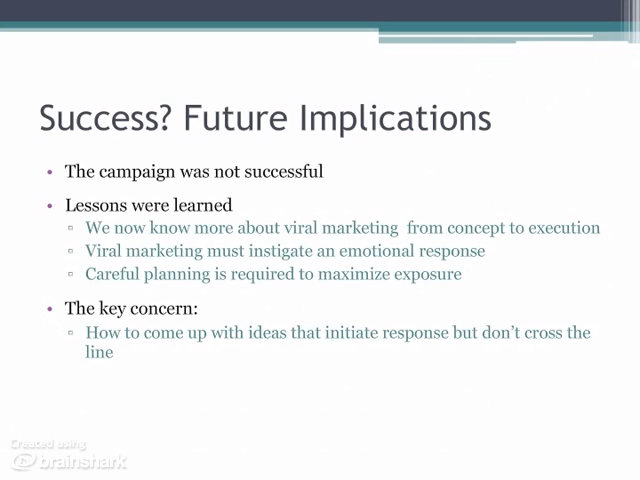 Success? Future Implications
• The campaign was not successful
• Lessons were learned
▫ We now know more about viral marketing from concept to execution
▫ Viral marketing must instigate an emotional response
▫ Careful planning is required to maximize exposure
• The key concern:
▫ How to come up with ideas that initiate response but don't cross the
line
Created using
brainshark